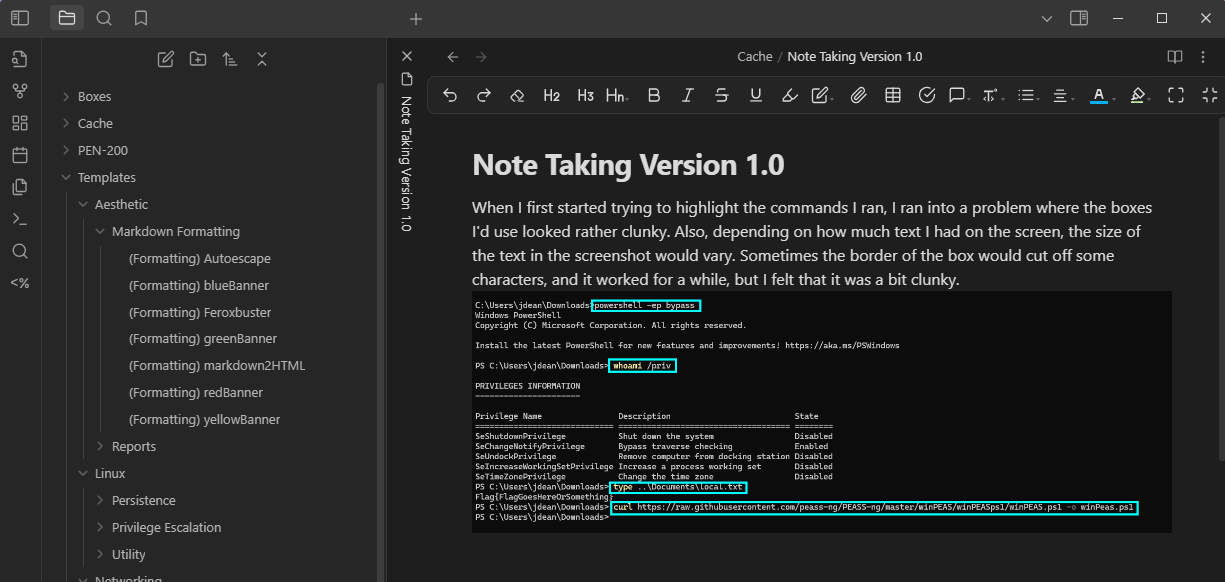 Cache / Note Taking Version 1.0
H2 H3 Hn B I S U A
<%
Boxes
Cache
PEN-200
Templates
Aesthetic
Markdown Formatting
(Formatting) Autoescape
(Formatting) blueBanner
(Formatting) Feroxbuster
(Formatting) greenBanner
(Formatting) markdown2HTML
(Formatting) redBanner
(Formatting) yellowBanner
Reports
Linux
Persistence
Privilege Escalation
Utility
Networking
Note Taking Version 1.0
Note Taking Version 1.0
When I first started trying to highlight the commands I ran, I ran into a problem where the boxes
I'd use looked rather clunky. Also, depending on how much text I had on the screen, the size of
the text in the screenshot would vary. Sometimes the border of the box would cut off some
characters, and it worked for a while, but I felt that it was a bit clunky.
C:\Users\jdean\Downloads>powershell -ep bypass
Windows PowerShell
Copyright (C) Microsoft Corporation. All rights reserved.
Install the latest PowerShell for new features and improvements! https://aka.ms/PSWindows
PS C:\Users\jdean\Downloads> whoami /priv
PRIVILEGES INFORMATION
----------------------
Privilege Name Description State
============================= ==================================== ========
SeShutdownPrivilege Shut down the system Disabled
SeChangeNotifyPrivilege Bypass traverse checking Enabled
SeUndockPrivilege Remove computer from docking station Disabled
SeIncreaseWorkingSetPrivilege Increase a process working set Disabled
SeTimeZonePrivilege Change the time zone Disabled
PS C:\Users\jdean\Downloads> type ..\Documents\local.txt
Flag{FlagGoesHereOrSomething}
PS C:\Users\jdean\Downloads> curl https://raw.githubusercontent.com/peass-ng/PEASS-ng/master/winPEAS/winPEASps1/winPEAS.ps1 -o winPeas.ps1
PS C:\Users\jdean\Downloads>